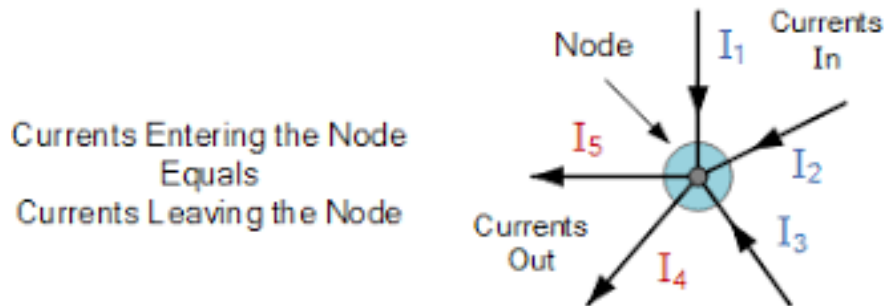 Currents Entering the Node
Equals
Currents Leaving the Node
Node
I₁
Currents
In
I₅
I₂
Currents
Out
I₄
I₃